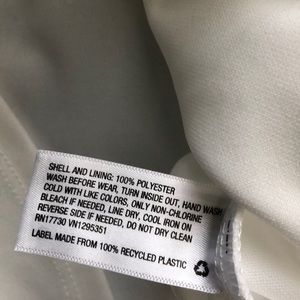 SHELL AND LINING: 100% POLYESTER
WASH BEFORE WEAR, TURN INSIDE OUT, HAND WASH
COLD WITH LIKE COLORS, ONLY NON-CHLORINE
BLEACH IF NEEDED, LINE DRY, COOL IRON ON
REVERSE SIDE IF NEEDED, DO NOT DRY CLEAN
RN17730 VN1295351
LABEL MADE FROM 100% RECYCLED PLASTIC